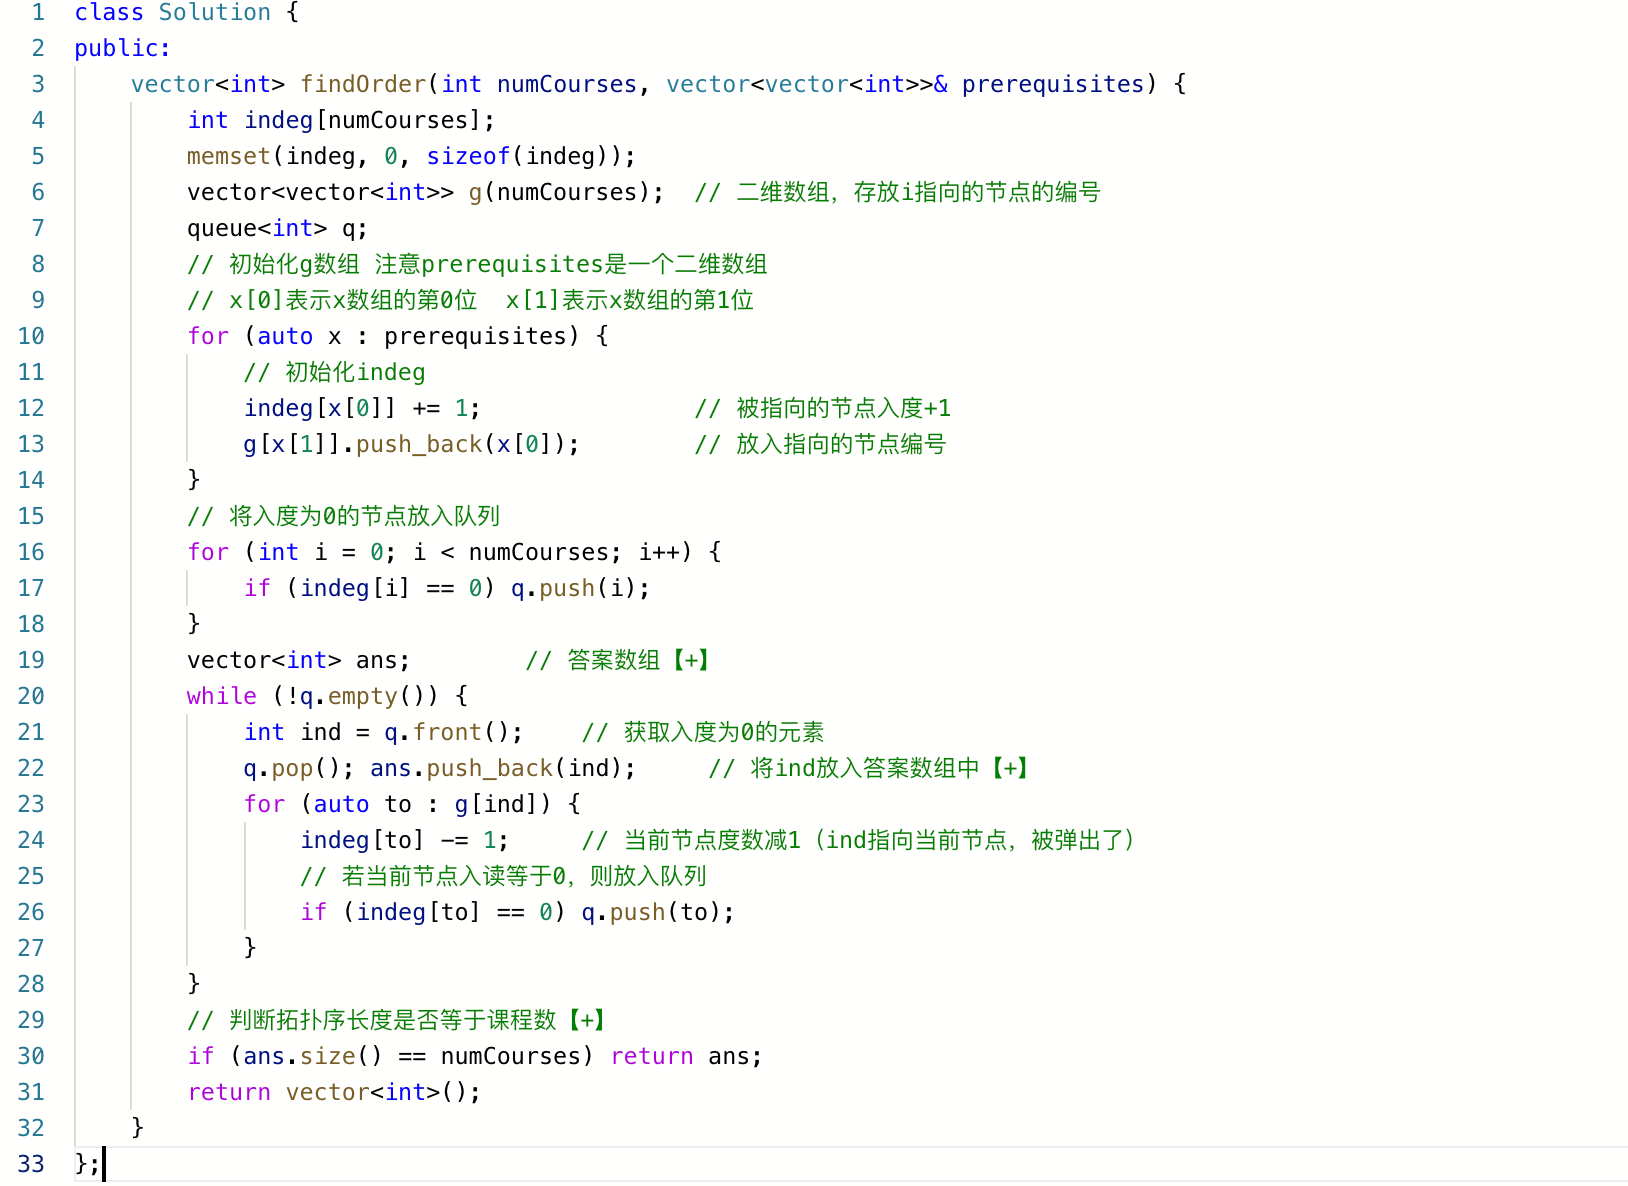 1 class Solution {
2 public:
3     vector<int> findOrder(int numCourses, vector<vector<int>>& prerequisites) {
4         int indeg[numCourses];
5         memset(indeg, 0, sizeof(indeg));
6         vector<vector<int>> g(numCourses);  // 二维数组，存放i指向的节点的编号
7         queue<int> q;
8         // 初始化g数组 注意prerequisites是一个二维数组
9         // x[0]表示x数组的第0位  x[1]表示x数组的第1位
10         for (auto x : prerequisites) {
11             // 初始化indeg
12             indeg[x[0]] += 1;               // 被指向的节点入度+1
13             g[x[1]].push_back(x[0]);        // 放入指向的节点编号
14         }
15         // 将入度为0的节点放入队列
16         for (int i = 0; i < numCourses; i++) {
17             if (indeg[i] == 0) q.push(i);
18         }
19         vector<int> ans;        // 答案数组【+】
20         while (!q.empty()) {
21             int ind = q.front();    // 获取入度为0的元素
22             q.pop(); ans.push_back(ind);     // 将ind放入答案数组中【+】
23             for (auto to : g[ind]) {
24                 indeg[to] -= 1;     // 当前节点度数减1（ind指向当前节点，被弹出了）
25                 // 若当前节点入读等于0，则放入队列
26                 if (indeg[to] == 0) q.push(to);
27             }
28         }
29         // 判断拓扑序长度是否等于课程数【+】
30         if (ans.size() == numCourses) return ans;
31         return vector<int>();
32     }
33 };